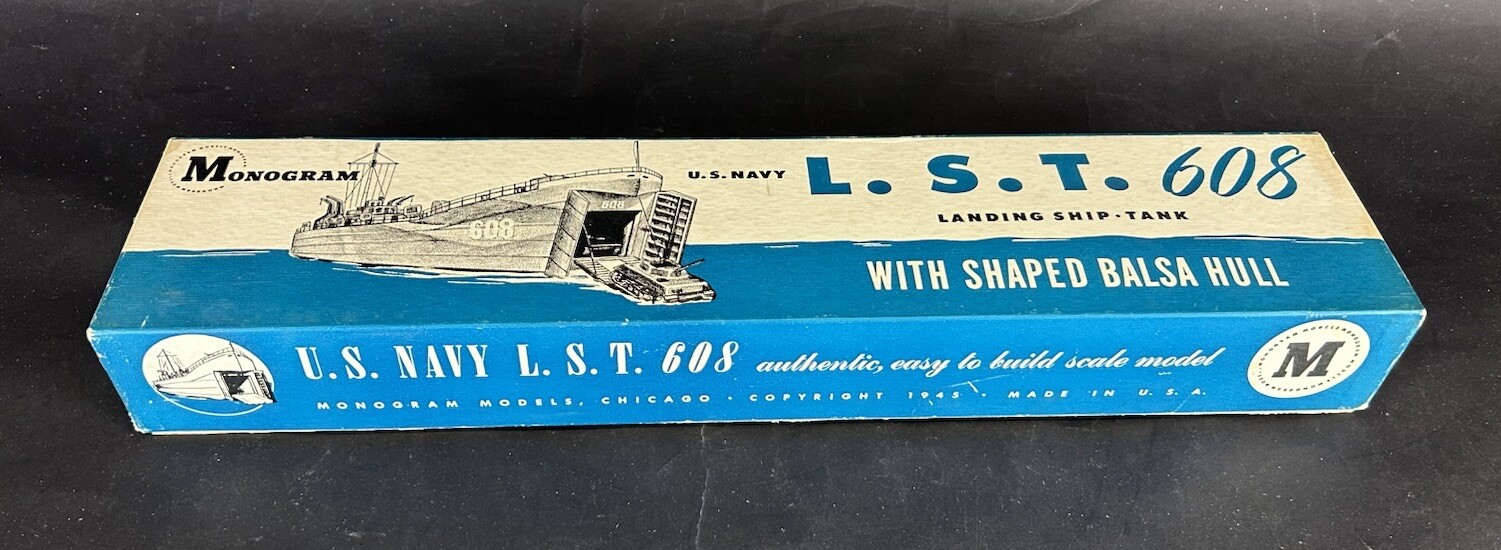 MONOGRAM
U.S. NAVY L. S. T. 608
LANDING SHIP · TANK
608
608
WITH SHAPED BALSA HULL
U.S. NAVY L. S. T. 608 authentic, easy to build scale model
MONOGRAM MODELS, CHICAGO · COPYRIGHT 1945 · MADE IN U.S.A.
M